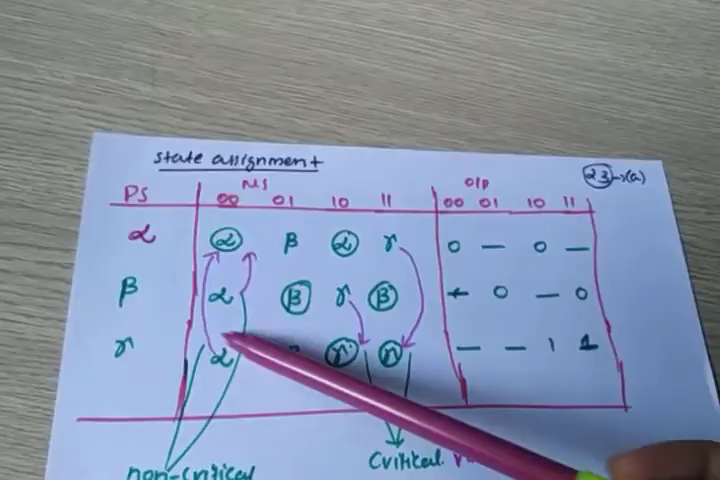 state assignment
23→(a)
PS NS O/P
00 01 10 11 00 01 10 11
α α β α r 0 — 0 —
β α β r β — 0 — 0
r α r r — — 1 1
non-critical critical